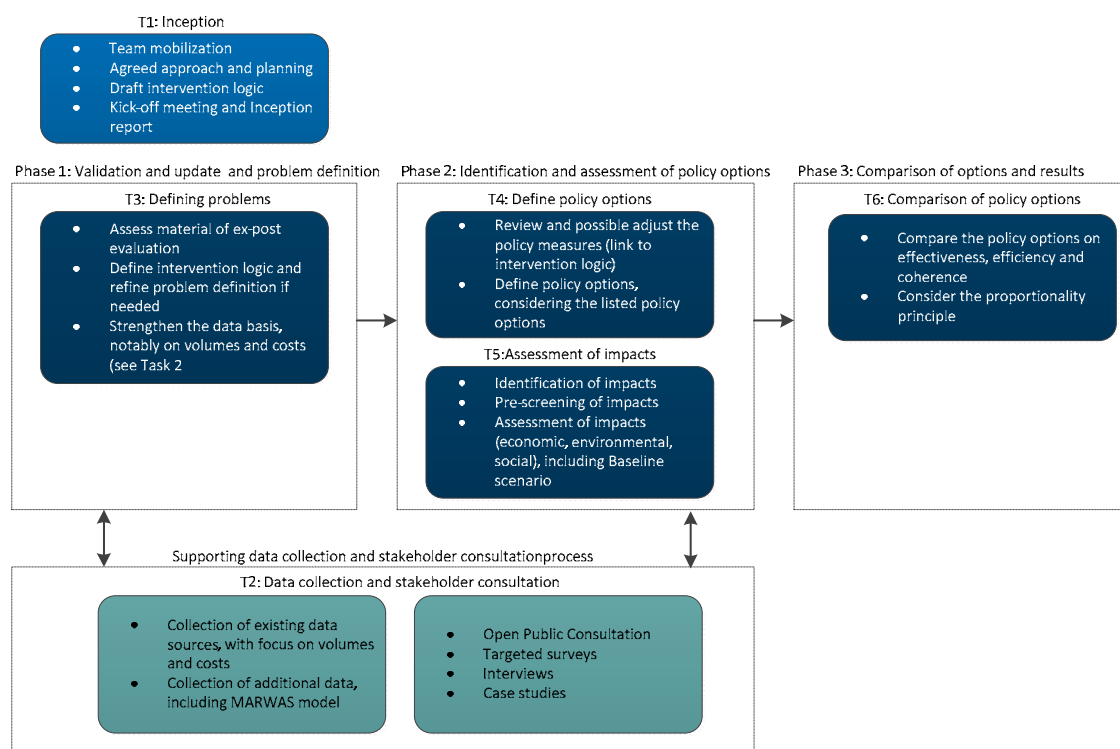 T1: Inception
• Team mobilization
• Agreed approach and planning
• Draft intervention logic
• Kick-off meeting and Inception
report
Phase 1: Validation and update and problem definition
T3: Defining problems
• Assess material of ex-post
evaluation
• Define intervention logic and
refine problem definition if
needed
• Strengthen the data basis,
notably on volumes and costs
(see Task 2
Phase 2: Identification and assessment of policy options
T4: Define policy options
• Review and possible adjust the
policy measures (link to
intervention logic)
• Define policy options,
considering the listed policy
options
T5:Assessment of impacts
• Identification of impacts
• Pre-screening of impacts
• Assessment of impacts
(economic, environmental,
social), including Baseline
scenario
Phase 3: Comparison of options and results
T6: Comparison of policy options
• Compare the policy options on
effectiveness, efficiency and
coherence
• Consider the proportionality
principle
Supporting data collection and stakeholder consultationprocess
T2: Data collection and stakeholder consultation
• Collection of existing data
sources, with focus on volumes
and costs
• Collection of additional data,
including MARWAS model
• Open Public Consultation
• Targeted surveys
• Interviews
• Case studies